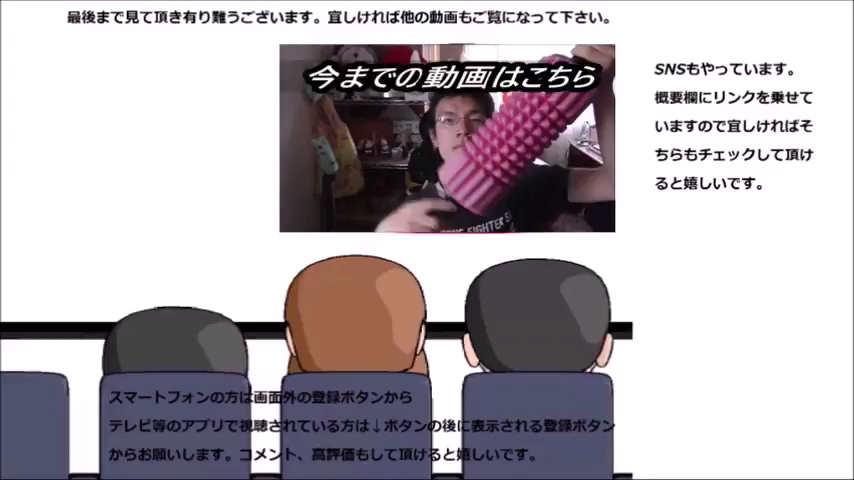 最後まで見て頂き有り難うございます。宜しければ他の動画もご覧になって下さい。
今までの動画はこちら
SNSもやっています。
概要欄にリンクを乗せて
いますので宜しければそ
ちらもチェックして頂け
ると嬉しいです。
スマートフォンの方は画面外の登録ボタンから
テレビ等のアプリで視聴されている方は↓ボタンの後に表示される登録ボタン
からお願いします。コメント、高評価もして頂けると嬉しいです。